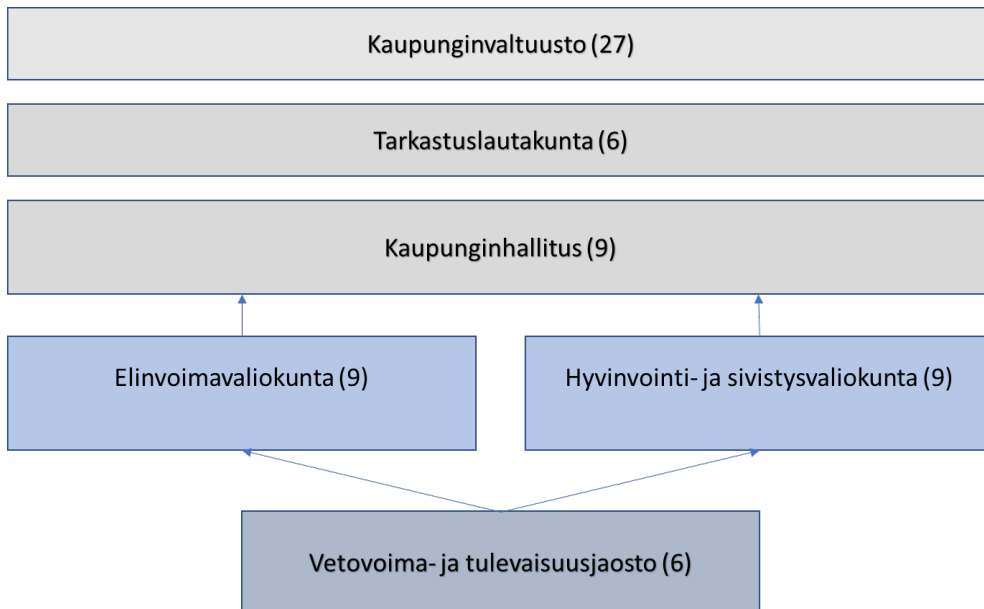 Kaupunginvaltuusto (27)
Tarkastuslautakunta (6)
Kaupunginhallitus (9)
Elinvoimavaliokunta (9)
Hyvinvointi- ja sivistysvaliokunta (9)
Vetovoima- ja tulevaisuusjaosto (6)